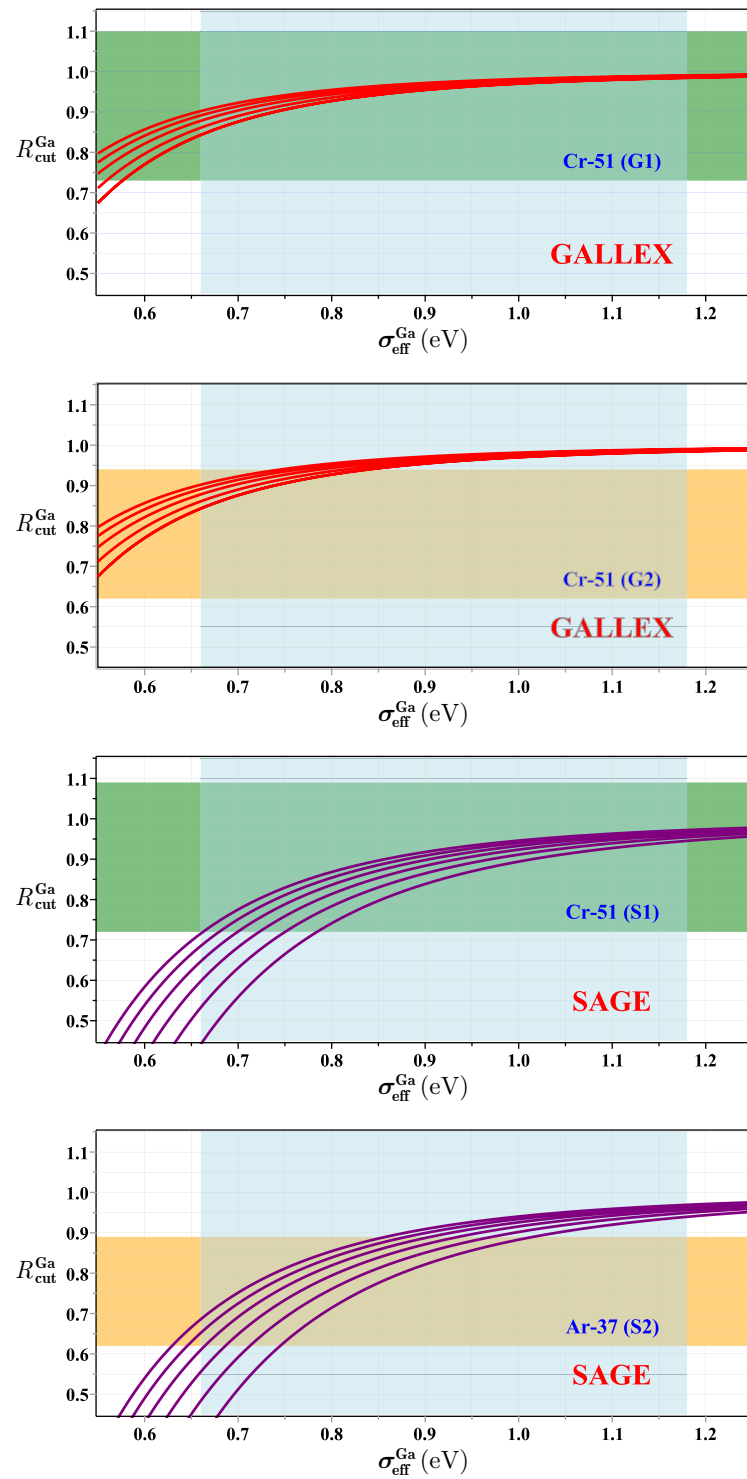 1.1
1.0
0.9
R_cut^Ga
0.8
Cr-51 (G1)
0.7
0.6
GALLEX
0.5
0.6 0.7 0.8 0.9 1.0 1.1 1.2
σ_eff^Ga (eV)
1.1
1.0
0.9
R_cut^Ga
0.8
0.7
Cr-51 (G2)
0.6
GALLEX
0.5
0.6 0.7 0.8 0.9 1.0 1.1 1.2
σ_eff^Ga (eV)
1.1
1.0
0.9
R_cut^Ga
0.8
Cr-51 (S1)
0.7
0.6
SAGE
0.5
0.6 0.7 0.8 0.9 1.0 1.1 1.2
σ_eff^Ga (eV)
1.1
1.0
0.9
R_cut^Ga
0.8
0.7
Ar-37 (S2)
0.6
SAGE
0.5
0.6 0.7 0.8 0.9 1.0 1.1 1.2
σ_eff^Ga (eV)